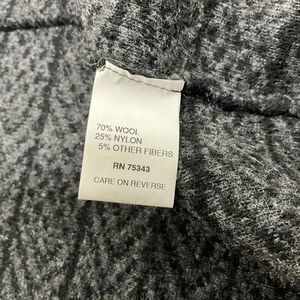 70% WOOL
25% NYLON
5% OTHER FIBERS
RN 75343
CARE ON REVERSE